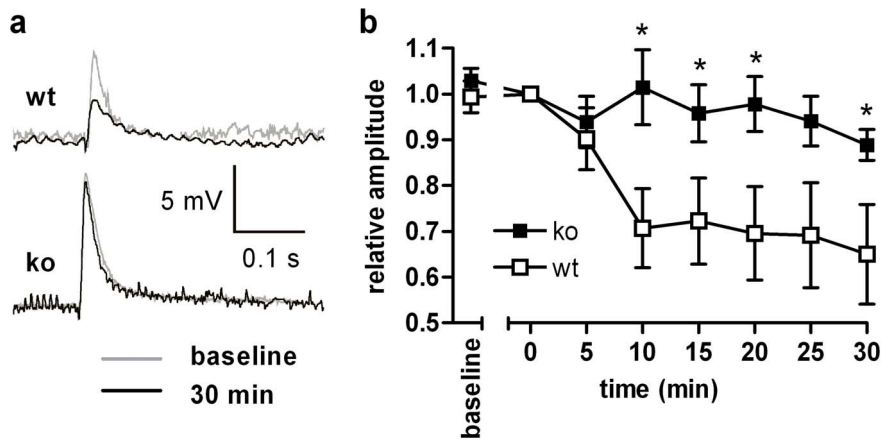 a
wt
5 mV
0.1 s
ko
baseline
30 min
b
relative amplitude
1.1
1.0
0.9
0.8
0.7
0.6
0.5
* * * *
ko
wt
baseline
0 5 10 15 20 25 30
time (min)